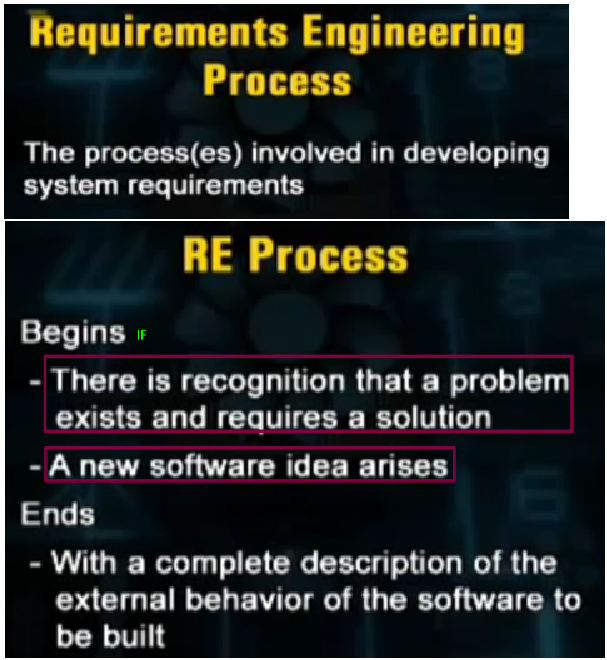 Requirements Engineering
Process
The process(es) involved in developing
system requirements
RE Process
Begins IF
- There is recognition that a problem
exists and requires a solution
- A new software idea arises
Ends
- With a complete description of the
external behavior of the software to
be built